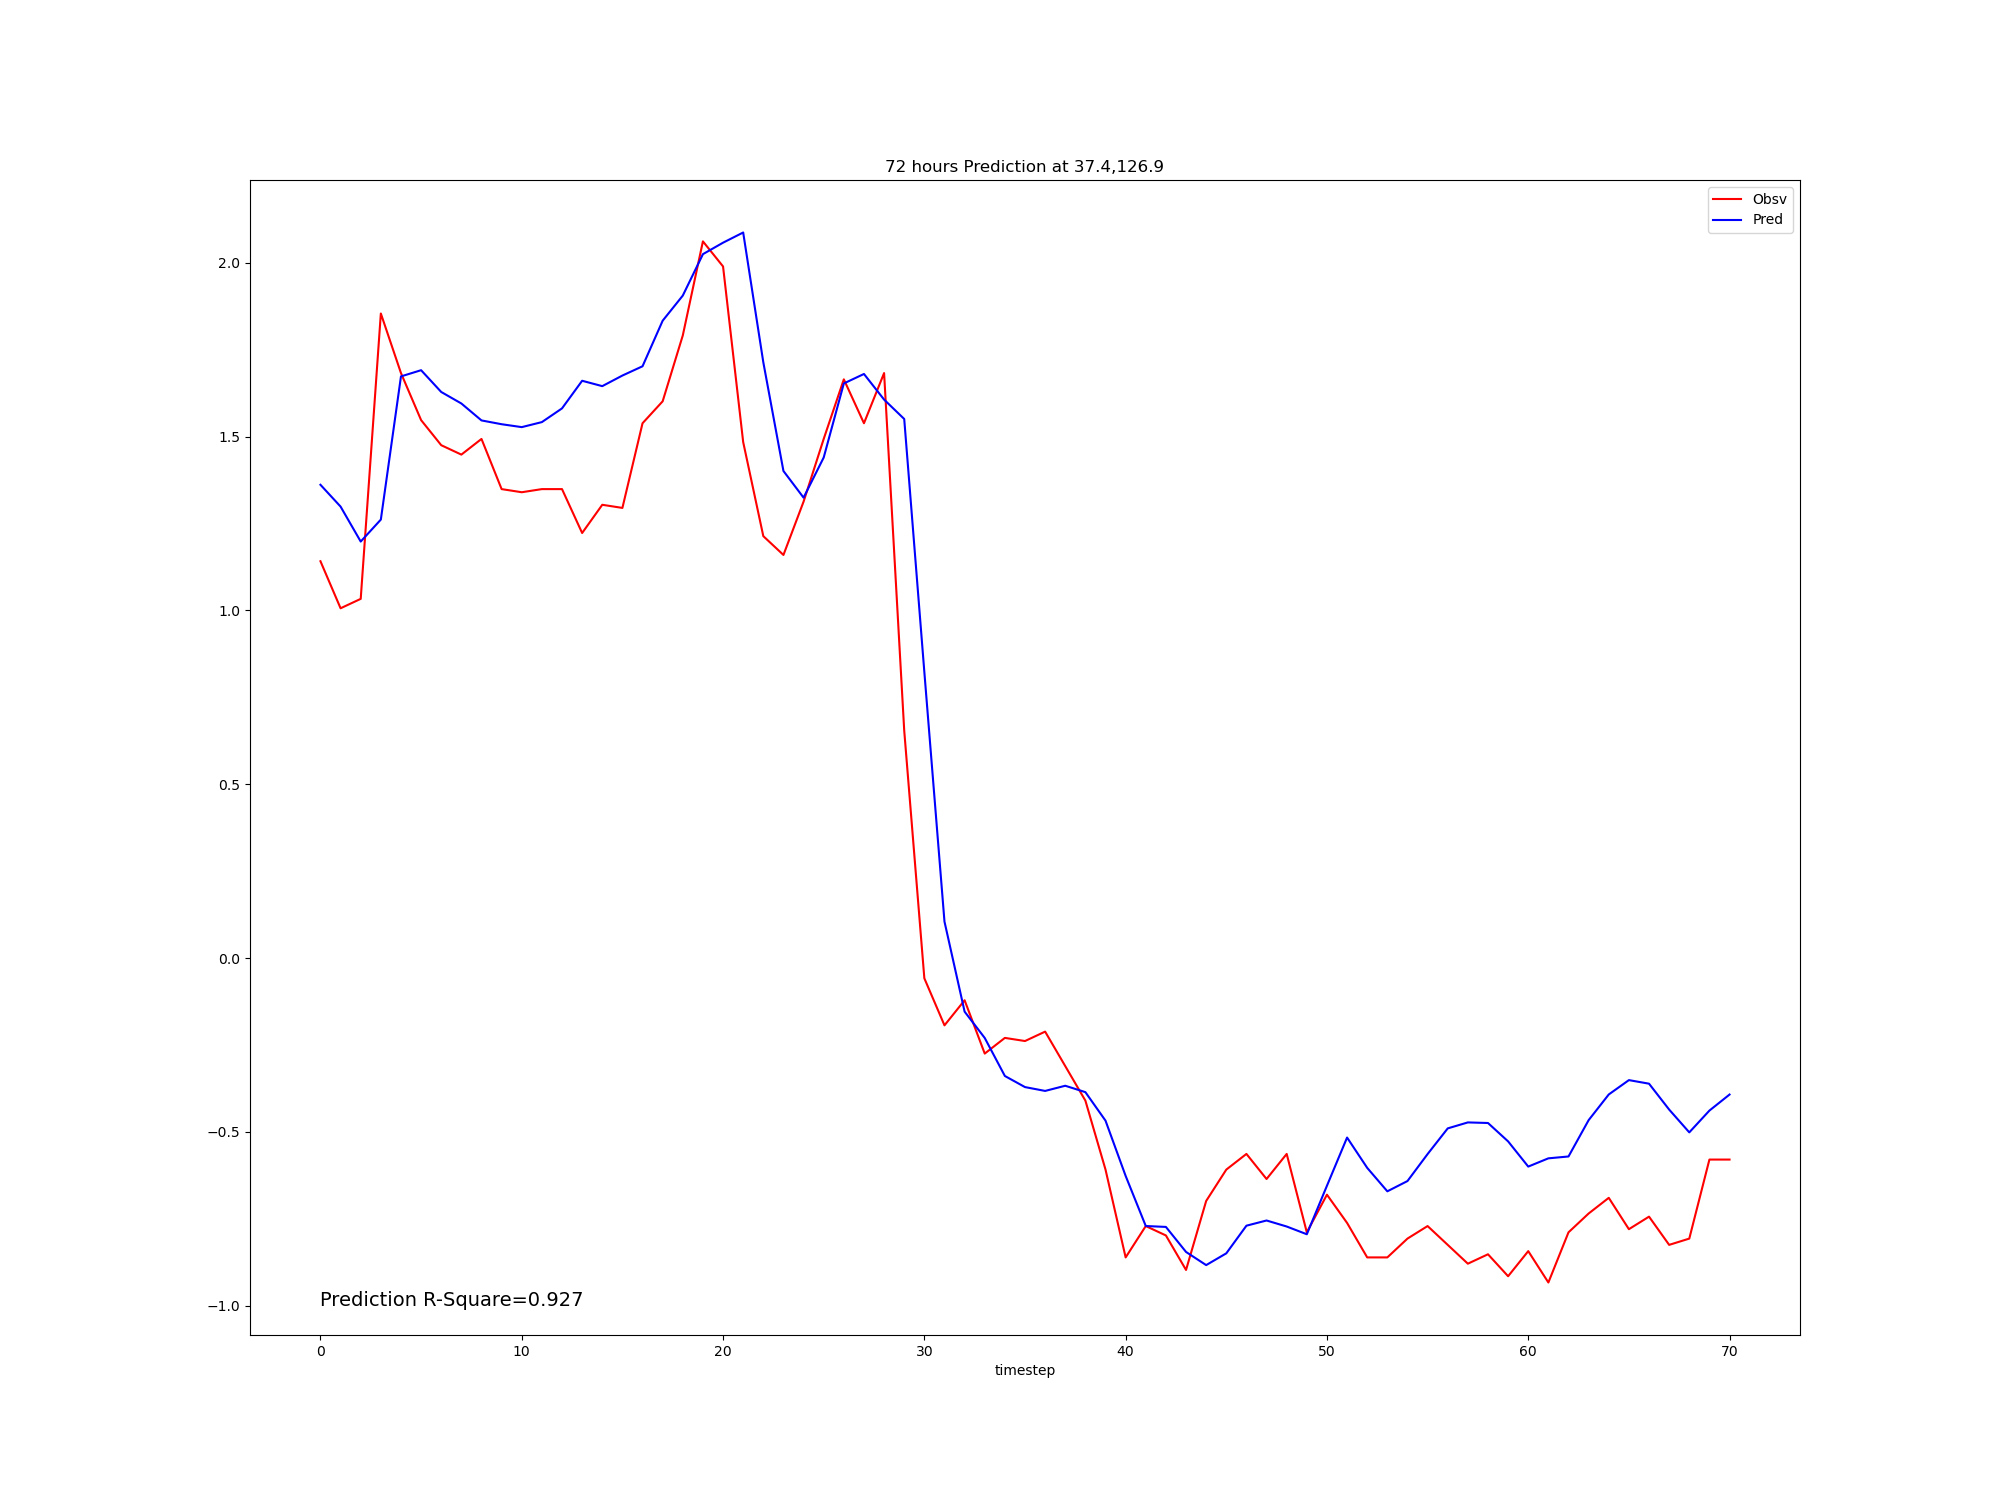 72 hours Prediction at 37.4,126.9
Obsv
Pred
2.0
1.5
1.0
0.5
0.0
−0.5
−1.0
Prediction R-Square=0.927
0 10 20 30 40 50 60 70
timestep